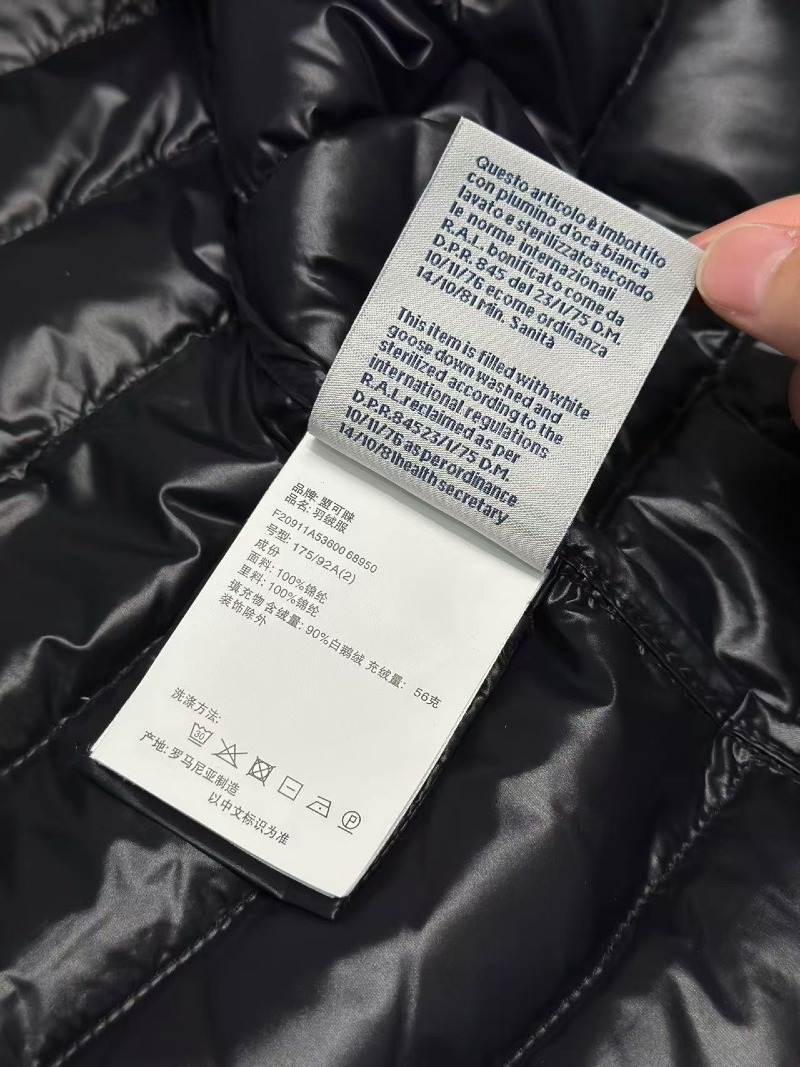 Questo articolo è imbottito
con piumino d'oca bianca
lavato e sterilizzato secondo
le norme internazionali
R.A.L. bonificato come da
D.P.R. 845 del 23/1/75 D.M.
10/11/76 e come ordinanza
14/10/81 Min. Sanità
This item is filled with white
goose down washed and
sterilized according to the
international regulations
R.A.L reclaimed as per
D.P.R.845 23/1/75 D.M.
10/11/76 as per ordinance
14/10/81 health secretary
品牌: 盟可睐
品名: 羽绒服
F20911A53600 68950
号型: 175/92A(2)
成份
面料: 100%锦纶
里料: 100%锦纶
填充物含绒量: 90%白鹅绒 充绒量: 56克
装饰除外
洗涤方法:
30 P
产地: 罗马尼亚制造
以中文标识为准